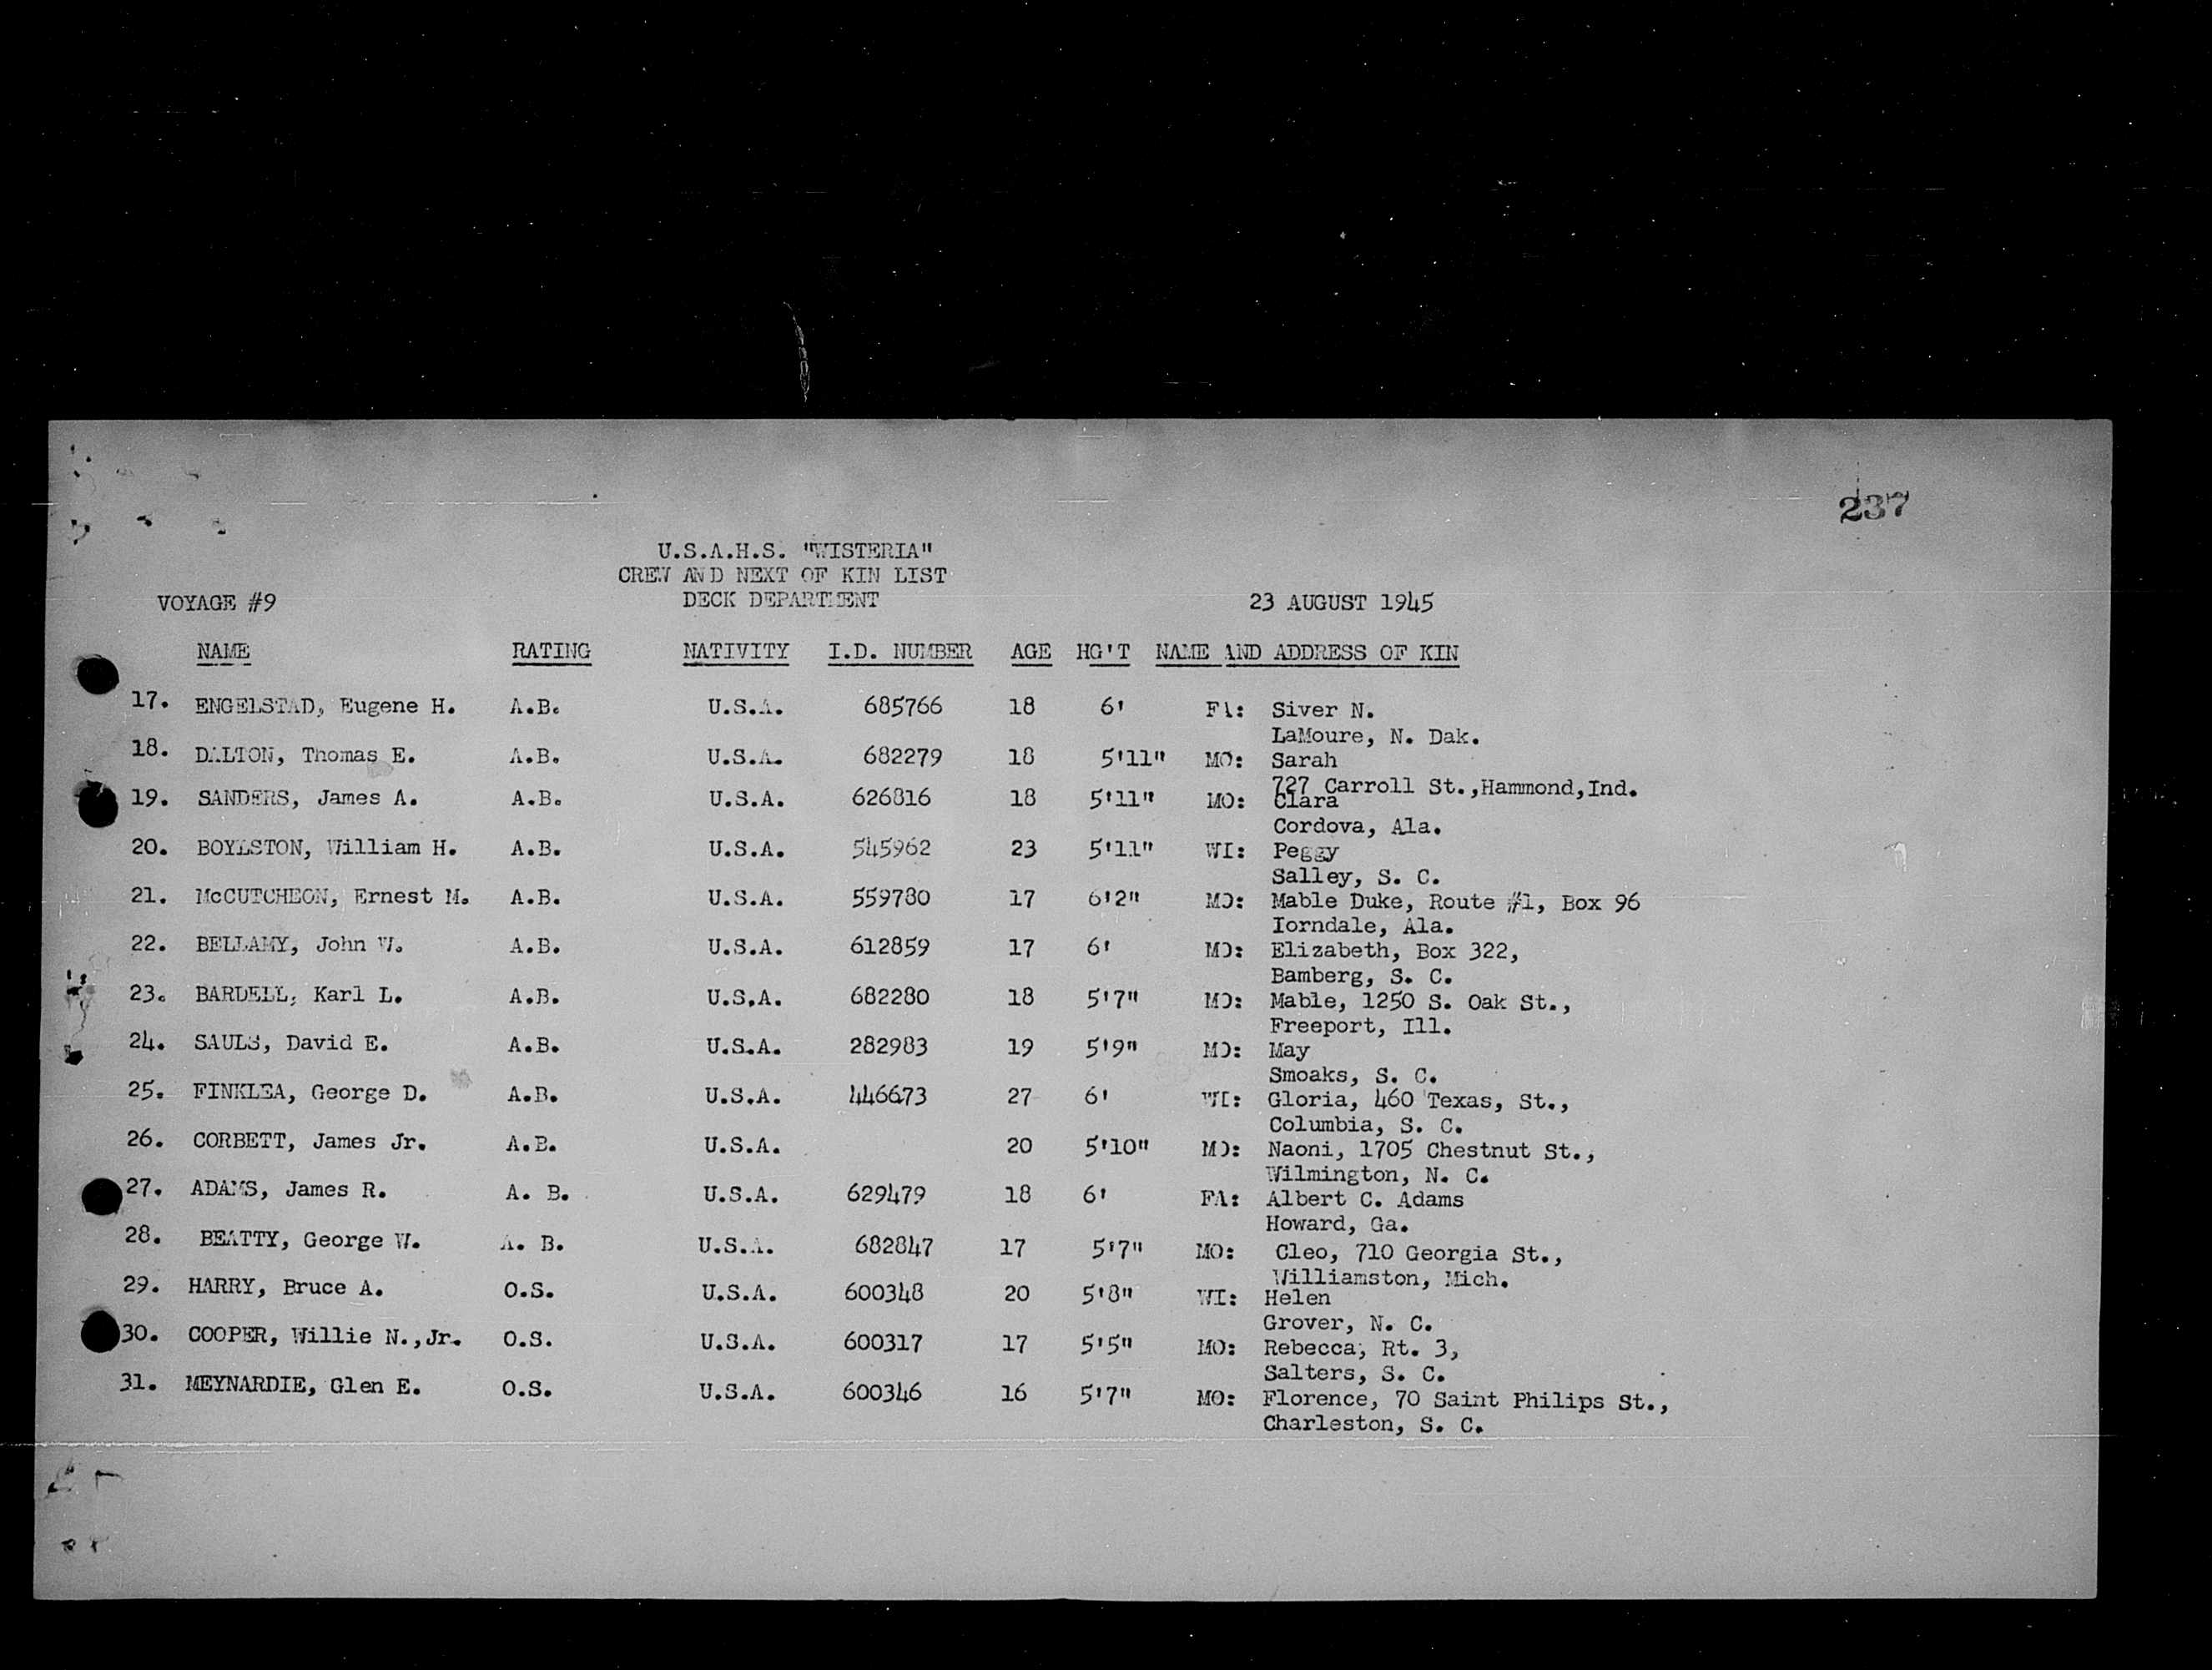 237
U.S.A.H.S. "WISTERIA"
CREW AND NEXT OF KIN LIST
VOYAGE #9 DECK DEPARTMENT 23 AUGUST 1945
NAME RATING NATIVITY I.D. NUMBER AGE HG'T NAME AND ADDRESS OF KIN
17. ENGELSTAD, Eugene H. A.B. U.S.A. 685766 18 6' FA: Siver N.
LaMoure, N. Dak.
18. DALTON, Thomas E. A.B. U.S.A. 682279 18 5'11" MO: Sarah
727 Carroll St.,Hammond,Ind.
19. SANDERS, James A. A.B. U.S.A. 626816 18 5'11" MO: Clara
Cordova, Ala.
20. BOYLSTON, William H. A.B. U.S.A. 545962 23 5'11" WI: Peggy
Salley, S. C.
21. McCUTCHEON, Ernest M. A.B. U.S.A. 559780 17 6'2" MO: Mable Duke, Route #1, Box 96
Iorndale, Ala.
22. BELLAMY, John W. A.B. U.S.A. 612859 17 6' MO: Elizabeth, Box 322,
Bamberg, S. C.
23. BARDELL, Karl L. A.B. U.S.A. 682280 18 5'7" MO: Mable, 1250 S. Oak St.,
Freeport, Ill.
24. SAULS, David E. A.B. U.S.A. 282983 19 5'9" MO: May
Smoaks, S. C.
25. FINKLEA, George D. A.B. U.S.A. 446673 27 6' WI: Gloria, 460 Texas, St.,
Columbia, S. C.
26. CORBETT, James Jr. A.B. U.S.A. 20 5'10" MO: Naoni, 1705 Chestnut St.,
Wilmington, N. C.
27. ADAMS, James R. A. B. U.S.A. 629479 18 6' FA: Albert C. Adams
Howard, Ga.
28. BEATTY, George W. A. B. U.S.A. 682847 17 5'7" MO: Cleo, 710 Georgia St.,
Williamston, Mich.
29. HARRY, Bruce A. O.S. U.S.A. 600348 20 5'8" WI: Helen
Grover, N. C.
30. COOPER, Willie N.,Jr. O.S. U.S.A. 600317 17 5'5" MO: Rebecca, Rt. 3,
Salters, S. C.
31. MEYNARDIE, Glen E. O.S. U.S.A. 600346 16 5'7" MO: Florence, 70 Saint Philips St.,
Charleston, S. C.